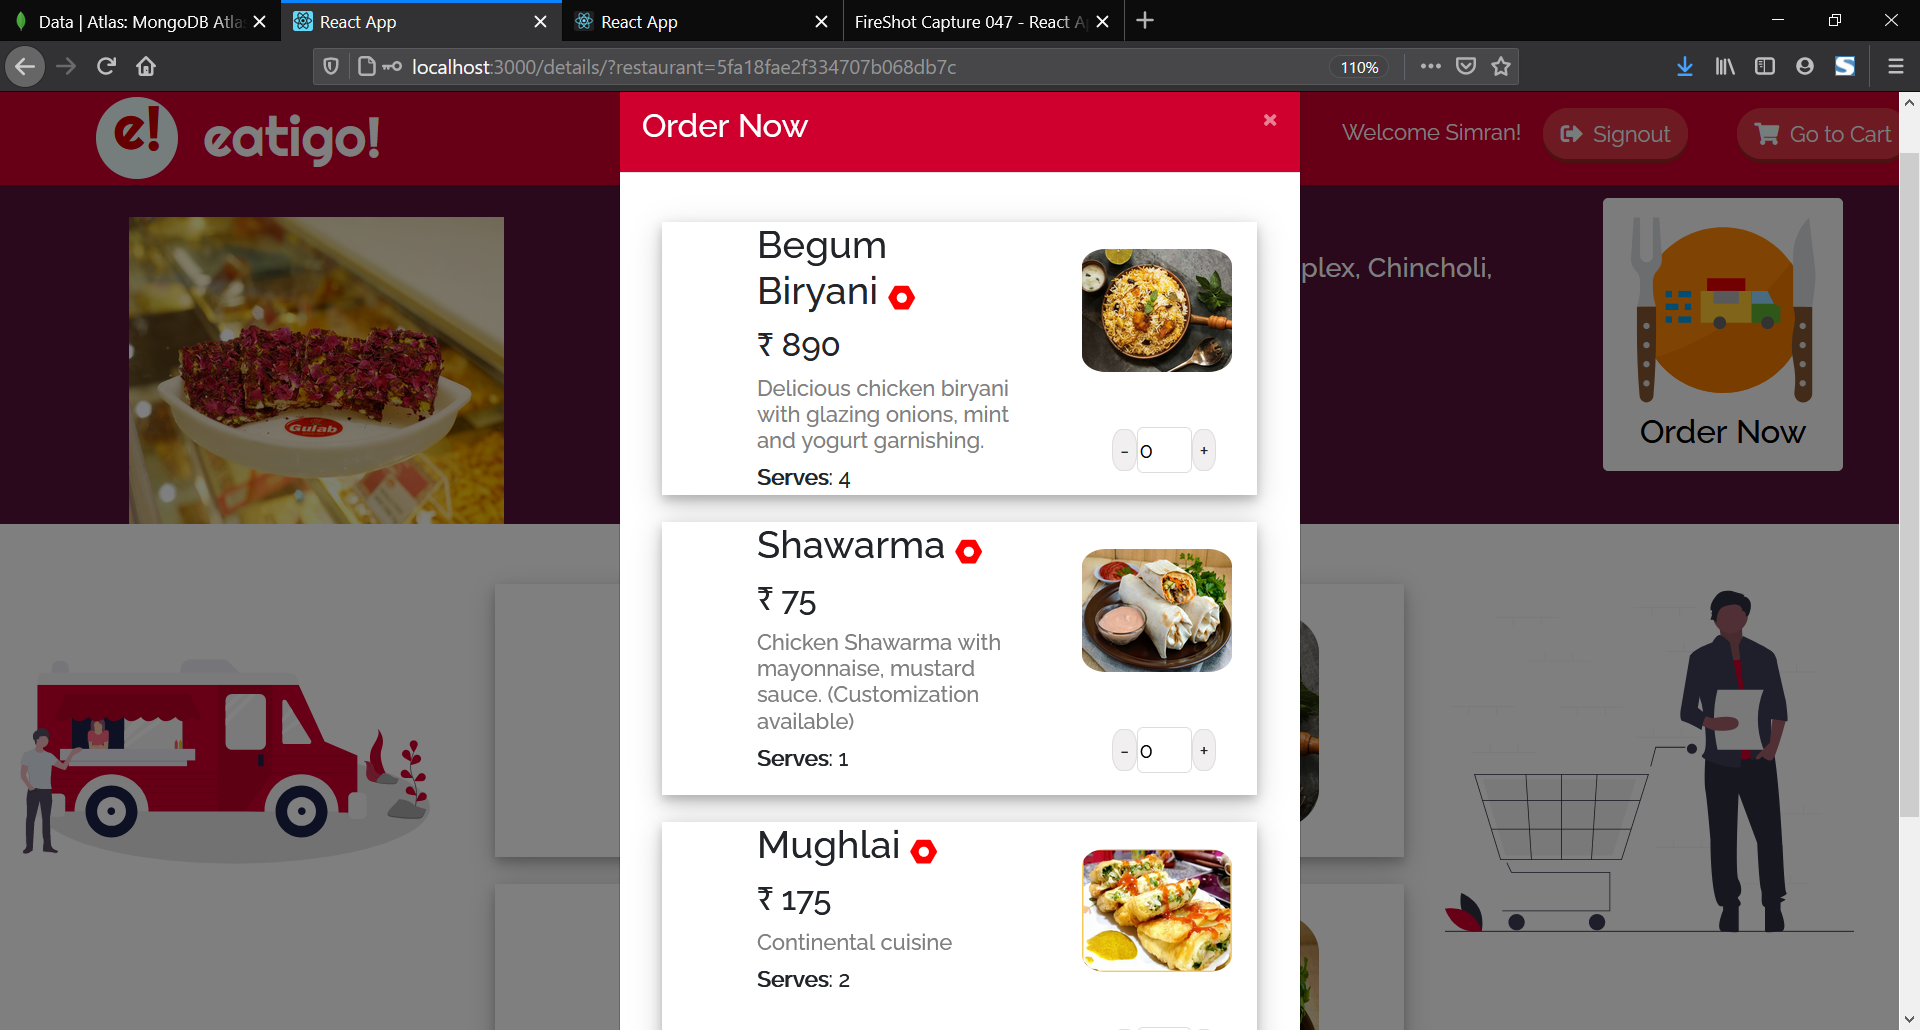 Data | Atlas: MongoDB Atla
React App
React App
FireShot Capture 047 - React A
localhost:3000/details/?restaurant=5fa18fae2f334707b068db7c
110%
e! eatigo!
Order Now
Welcome Simran!
Signout
Go to Cart
Begum
Biryani
₹ 890
Delicious chicken biryani
with glazing onions, mint
and yogurt garnishing.
Serves: 4
- 0 +
Shawarma
₹ 75
Chicken Shawarma with
mayonnaise, mustard
sauce. (Customization
available)
Serves: 1
- 0 +
Mughlai
₹ 175
Continental cuisine
Serves: 2
Gulab
plex, Chincholi,
Order Now